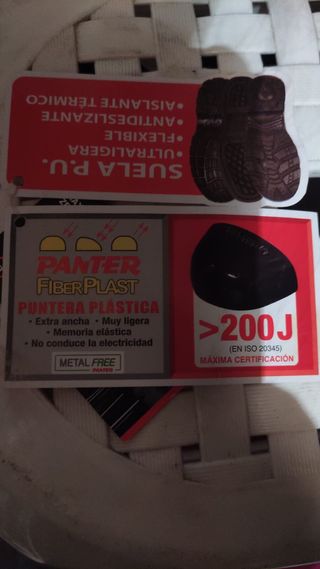 SUELA P.U.
•ULTRALIGERA
•FLEXIBLE
•ANTIDESLIZANTE
•AISLANTE TÉRMICO
PANTER
FIBERPLAST
PUNTERA PLÁSTICA
• Extra ancha • Muy ligera
• Memoria elástica
• No conduce la electricidad
METAL FREE
PANTER
>200J
(EN ISO 20345)
MÁXIMA CERTIFICACIÓN